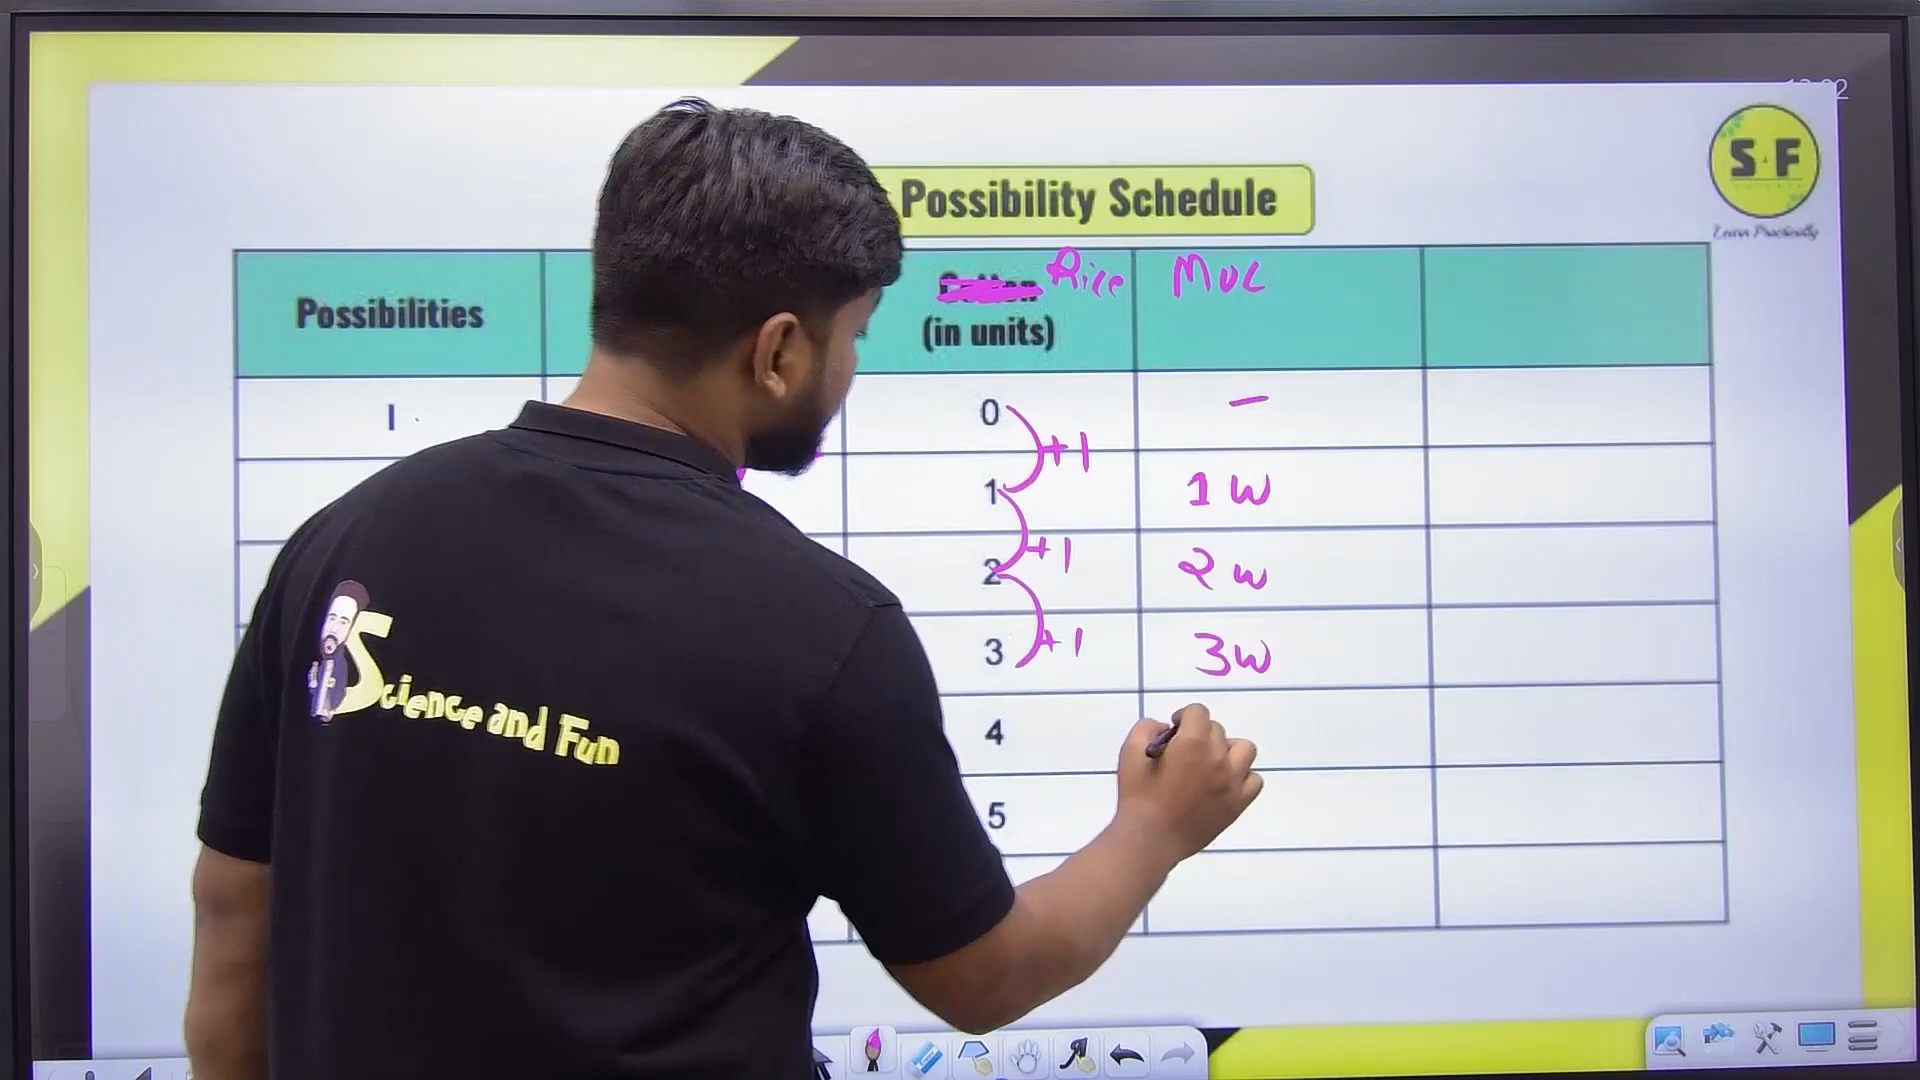 Possibility Schedule
S F
Learn Practically
Possibilities
Rice
(in units)
MOC
I
0
–
+1
1
1W
+1
2
2W
+1
3
3W
4
5
Science and Fun